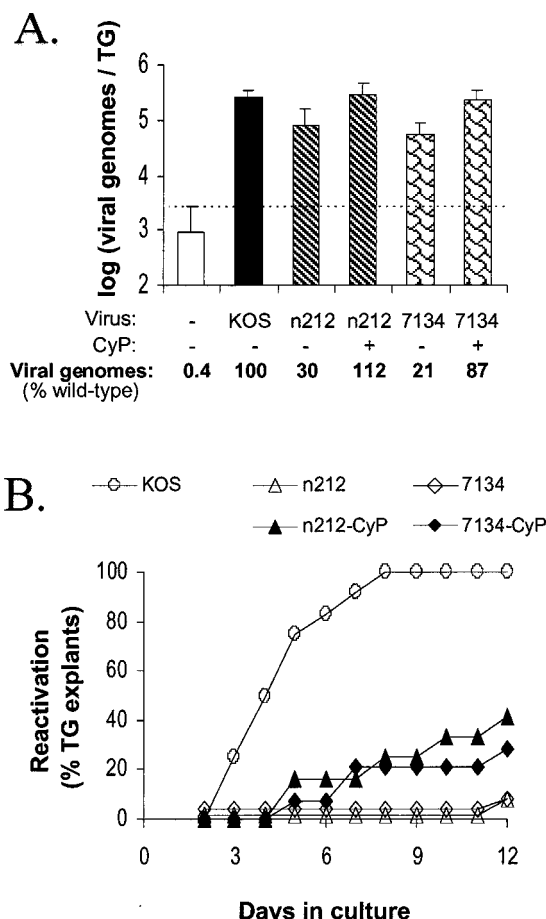 A.
log (viral genomes / TG)
6
5
4
3
2
Virus: - KOS n212 n212 7134 7134
CyP: - - - + - +
Viral genomes: 0.4 100 30 112 21 87
(% wild-type)
B.
KOS n212 7134
n212-CyP 7134-CyP
Reactivation
(% TG explants)
100
80
60
40
20
0
0 3 6 9 12
Days in culture